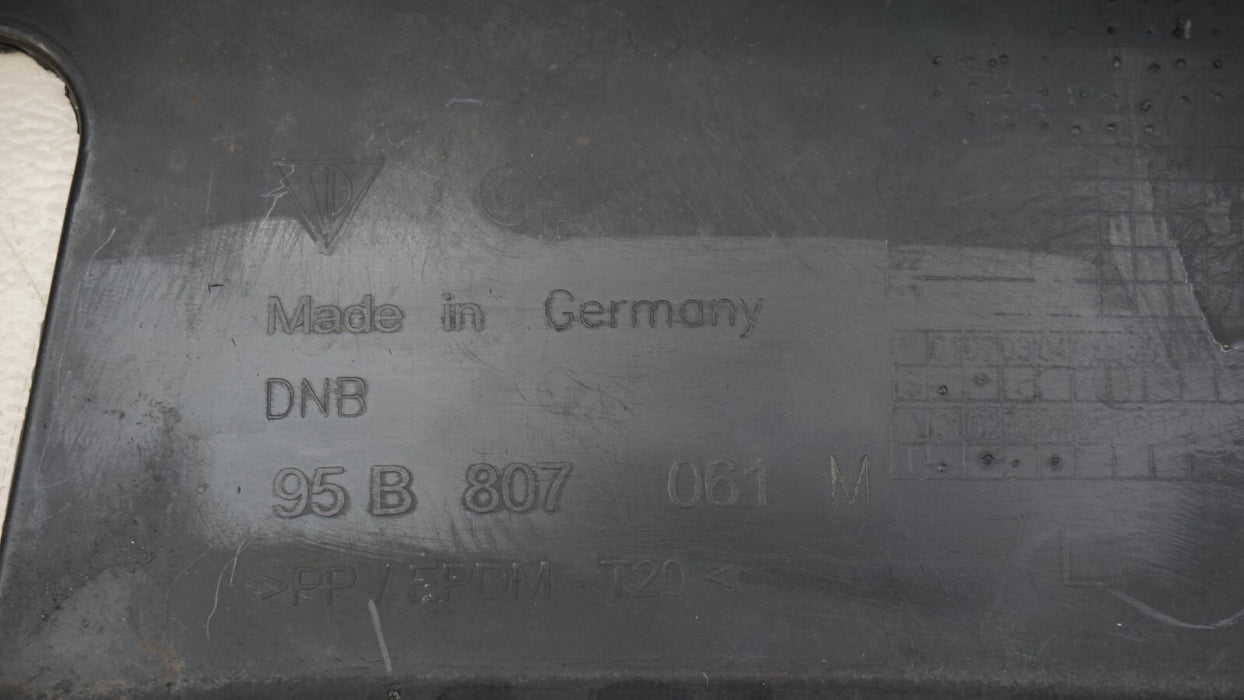 Made in Germany
DNB
95 B 807 061 M
>PP / EPDM - T20 <
L